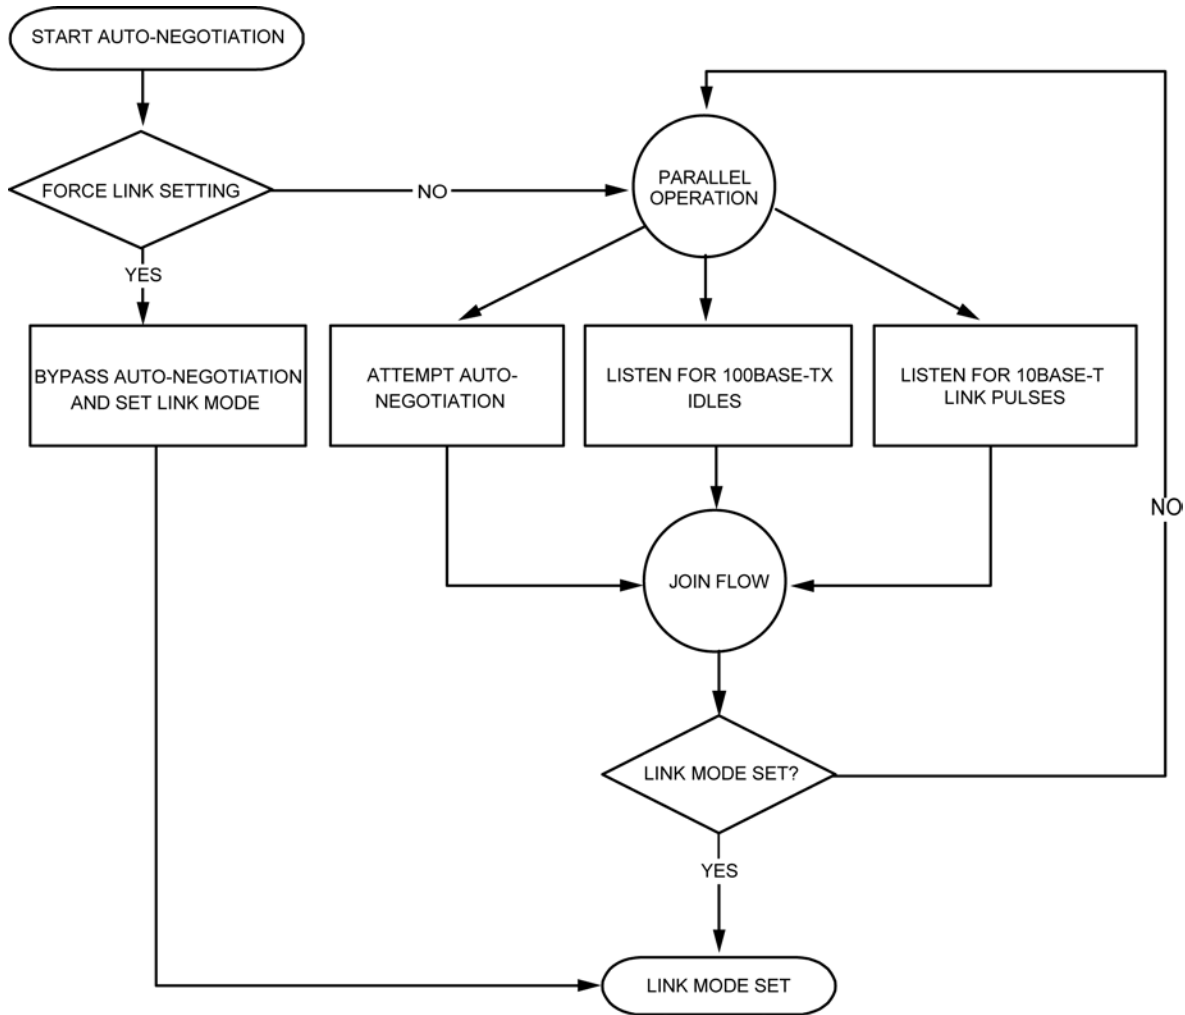 START AUTO-NEGOTIATION
FORCE LINK SETTING
NO
PARALLEL
OPERATION
YES
BYPASS AUTO-NEGOTIATION
AND SET LINK MODE
ATTEMPT AUTO-
NEGOTIATION
LISTEN FOR 100BASE-TX
IDLES
LISTEN FOR 10BASE-T
LINK PULSES
NO
JOIN FLOW
LINK MODE SET?
YES
LINK MODE SET